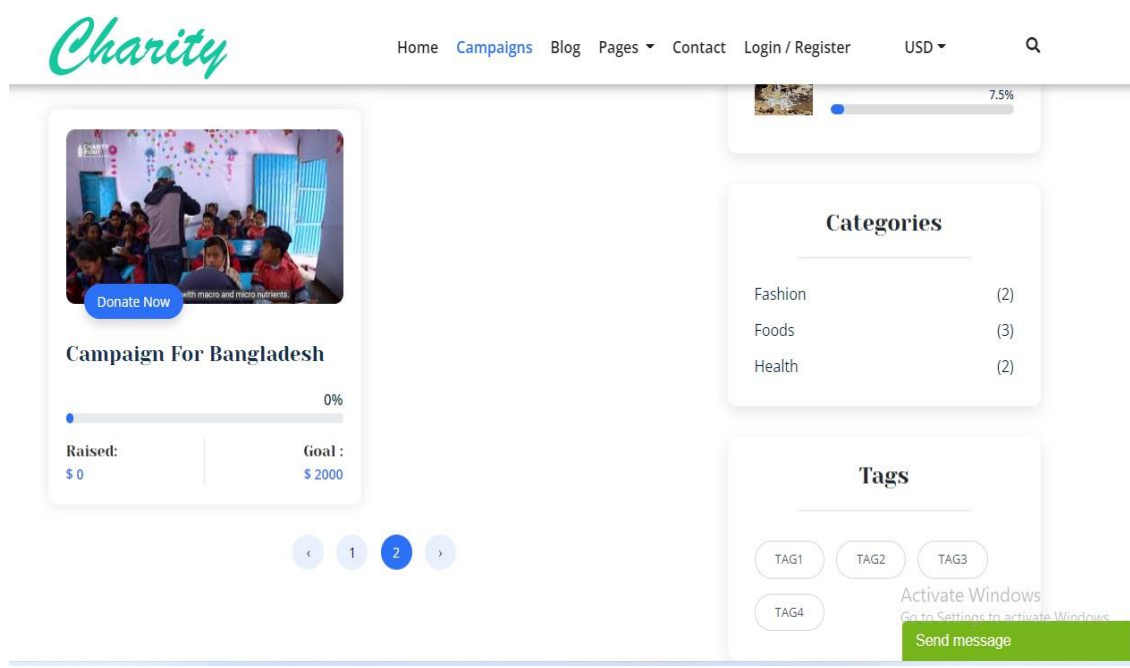 Charity
Home Campaigns Blog Pages Contact Login / Register USD
7.5%
CHARITY
with macro and micro nutrients.
Donate Now
Campaign For Bangladesh
0%
Raised: Goal :
$ 0 $ 2000
‹ 1 2 ›
Categories
Fashion (2)
Foods (3)
Health (2)
Tags
TAG1 TAG2 TAG3
TAG4
Activate Windows
Go to Settings to activate Windows.
Send message